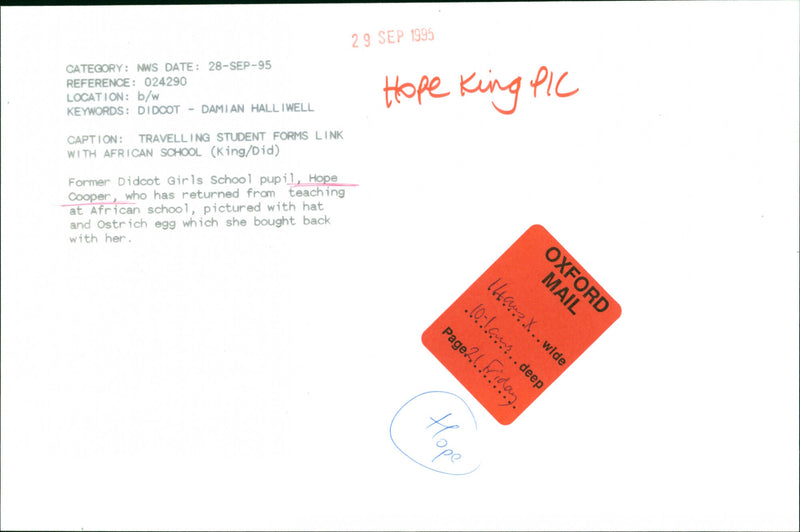 29 SEP 1995
CATEGORY: NWS DATE: 28-SEP-95
REFERENCE: 024290
LOCATION: b/w
KEYWORDS: DIDCOT - DAMIAN HALLIWELL
CAPTION: TRAVELLING STUDENT FORMS LINK
WITH AFRICAN SCHOOL (King/Did)
Former Didcot Girls School pupil, Hope
Cooper, who has returned from teaching
at African school, pictured with hat
and Ostrich egg which she bought back
with her.
Hope King PIC
OXFORD
MAIL
wide
deep
Page 21 Friday
Hope